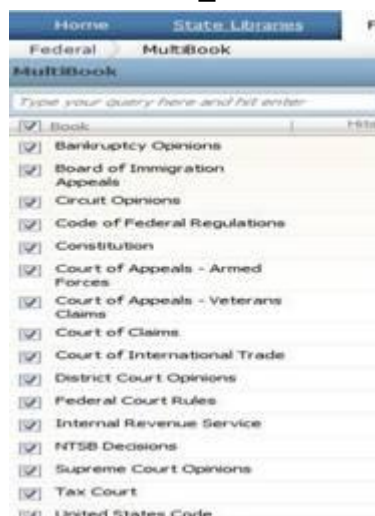 Home State Libraries F
Federal MultiBook
MultiBook
Type your query here and hit enter
Book Hits
Bankruptcy Opinions
Board of Immigration
Appeals
Circuit Opinions
Code of Federal Regulations
Constitution
Court of Appeals - Armed
Forces
Court of Appeals - Veterans
Claims
Court of Claims
Court of International Trade
District Court Opinions
Federal Court Rules
Internal Revenue Service
NTSB Decisions
Supreme Court Opinions
Tax Court
United States Code